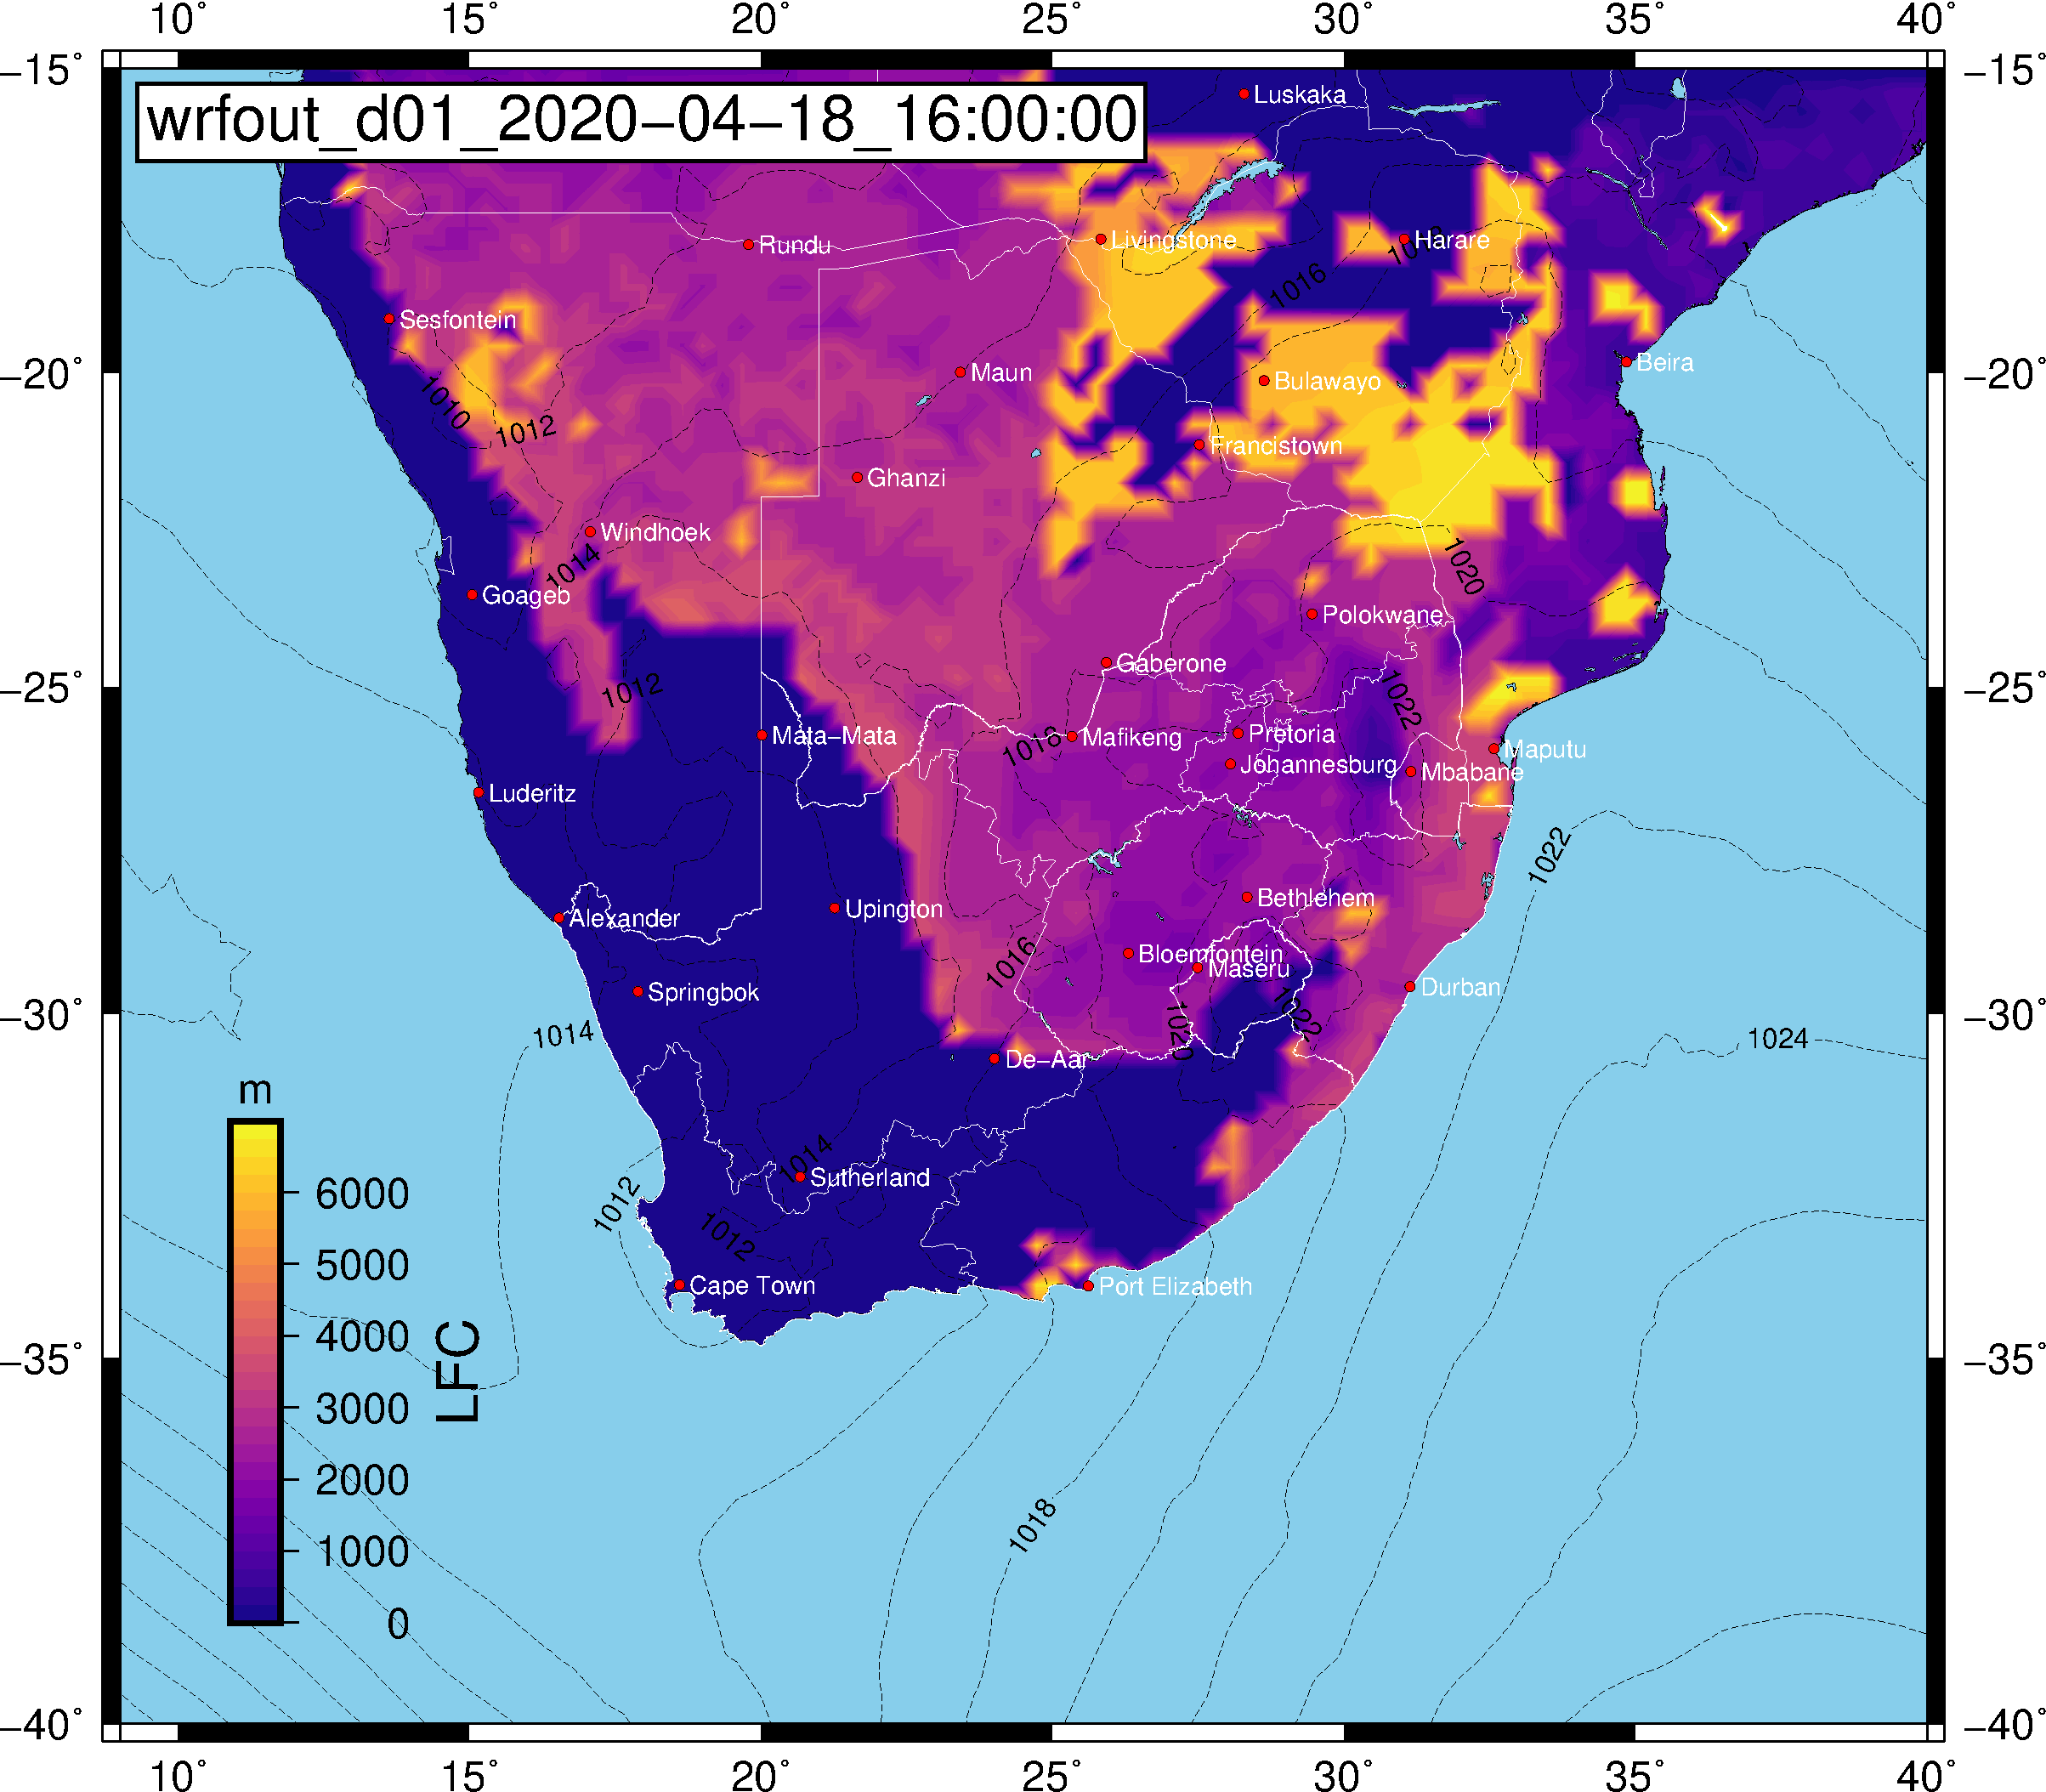 10° 15° 20° 25° 30° 35° 40°
−15° −15°
wrfout_d01_2020−04−18_16:00:00
Luskaka
Rundu
Livingstone
Harare
1018
1016
Sesfontein
−20° −20°
Maun
Beira
Bulawayo
1010
1012
Francistown
Ghanzi
Windhoek
1014
1020
Goageb
Polokwane
Gaberone
−25° −25°
1012
1022
Mata−Mata
1018
Mafikeng
Pretoria
Johannesburg
Maputu
Mbabane
Luderitz
1022
Bethlehem
Alexander
Upington
Bloemfontein
1016
Maseru
Springbok
Durban
−30° −30°
1014
1020
1022
1024
De−Aar
m
1014
Sutherland
1012
1012
6000
Cape Town
Port Elizabeth
5000
4000
−35° −35°
LFC
3000
2000
1018
1000
0
−40° −40°
10° 15° 20° 25° 30° 35° 40°